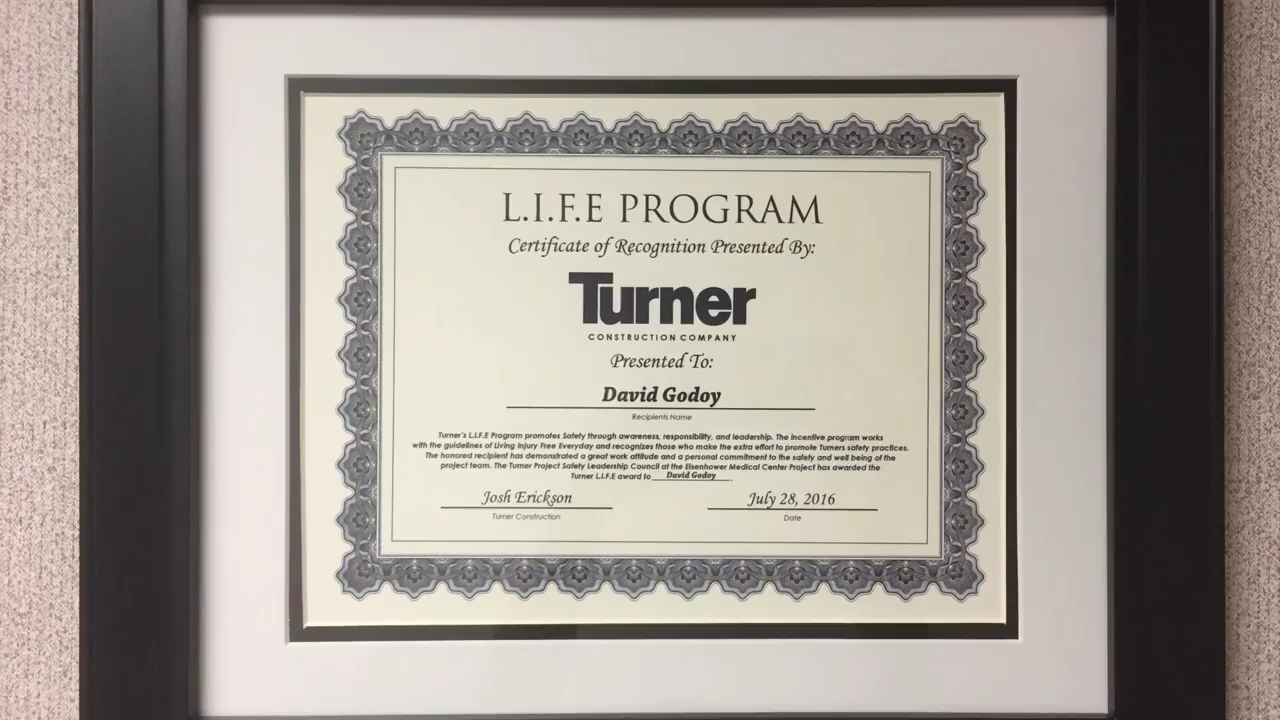 L.I.F.E PROGRAM
Certificate of Recognition Presented By:
Turner
CONSTRUCTION COMPANY
Presented To:
David Godoy
Recipients Name
Turner's L.I.F.E Program promotes Safety through awareness, responsibility, and leadership. The incentive program works
with the guidelines of Living Injury Free Everyday and recognizes those who make the extra effort to promote Turners safety practices.
The honored recipient has demonstrated a great work attitude and a personal commitment to the safety and well being of the
project team. The Turner Project Safety Leadership Council at the Eisenhower Medical Center Project has awarded the
Turner L.I.F.E award to David Godoy.
Josh Erickson July 28, 2016
Turner Construction Date